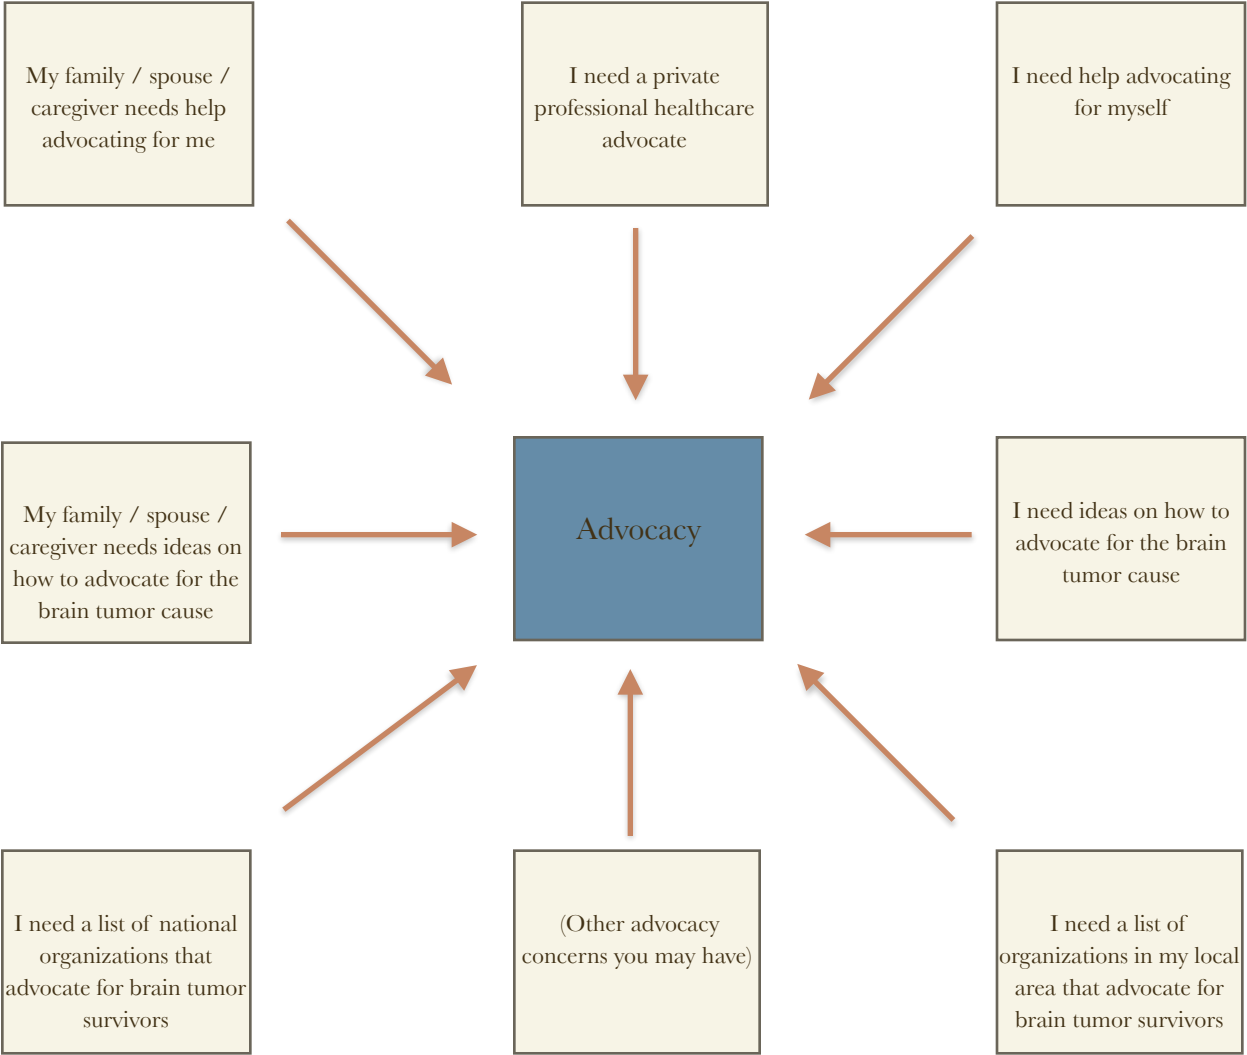 My family / spouse /
caregiver needs help
advocating for me
I need a private
professional healthcare
advocate
I need help advocating
for myself
My family / spouse /
caregiver needs ideas on
how to advocate for the
brain tumor cause
Advocacy
I need ideas on how to
advocate for the brain
tumor cause
I need a list of national
organizations that
advocate for brain tumor
survivors
(Other advocacy
concerns you may have)
I need a list of
organizations in my local
area that advocate for
brain tumor survivors